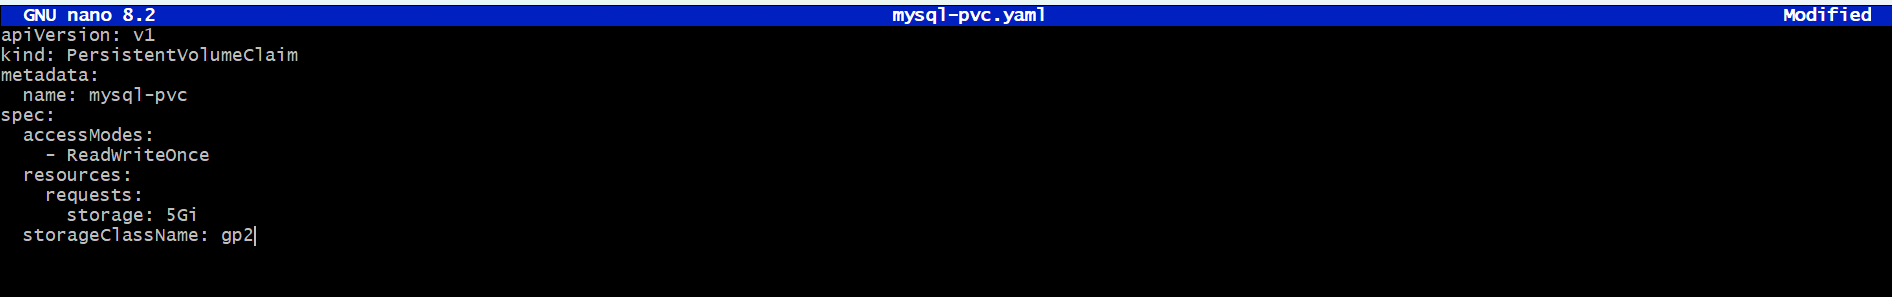 GNU nano 8.2 mysql-pvc.yaml Modified
apiVersion: v1
kind: PersistentVolumeClaim
metadata:
  name: mysql-pvc
spec:
  accessModes:
    - ReadWriteOnce
  resources:
    requests:
      storage: 5Gi
  storageClassName: gp2